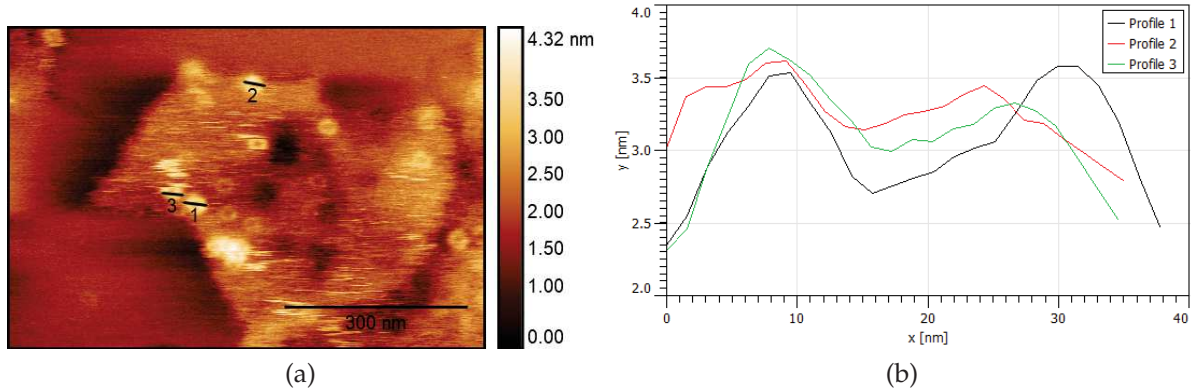 4.32 nm
3.50
3.00
2.50
2.00
1.50
1.00
0.00
2
3
1
300 nm
(a)
Profile 1
Profile 2
Profile 3
4.0
3.5
3.0
2.5
2.0
y [nm]
0 10 20 30 40
x [nm]
(b)